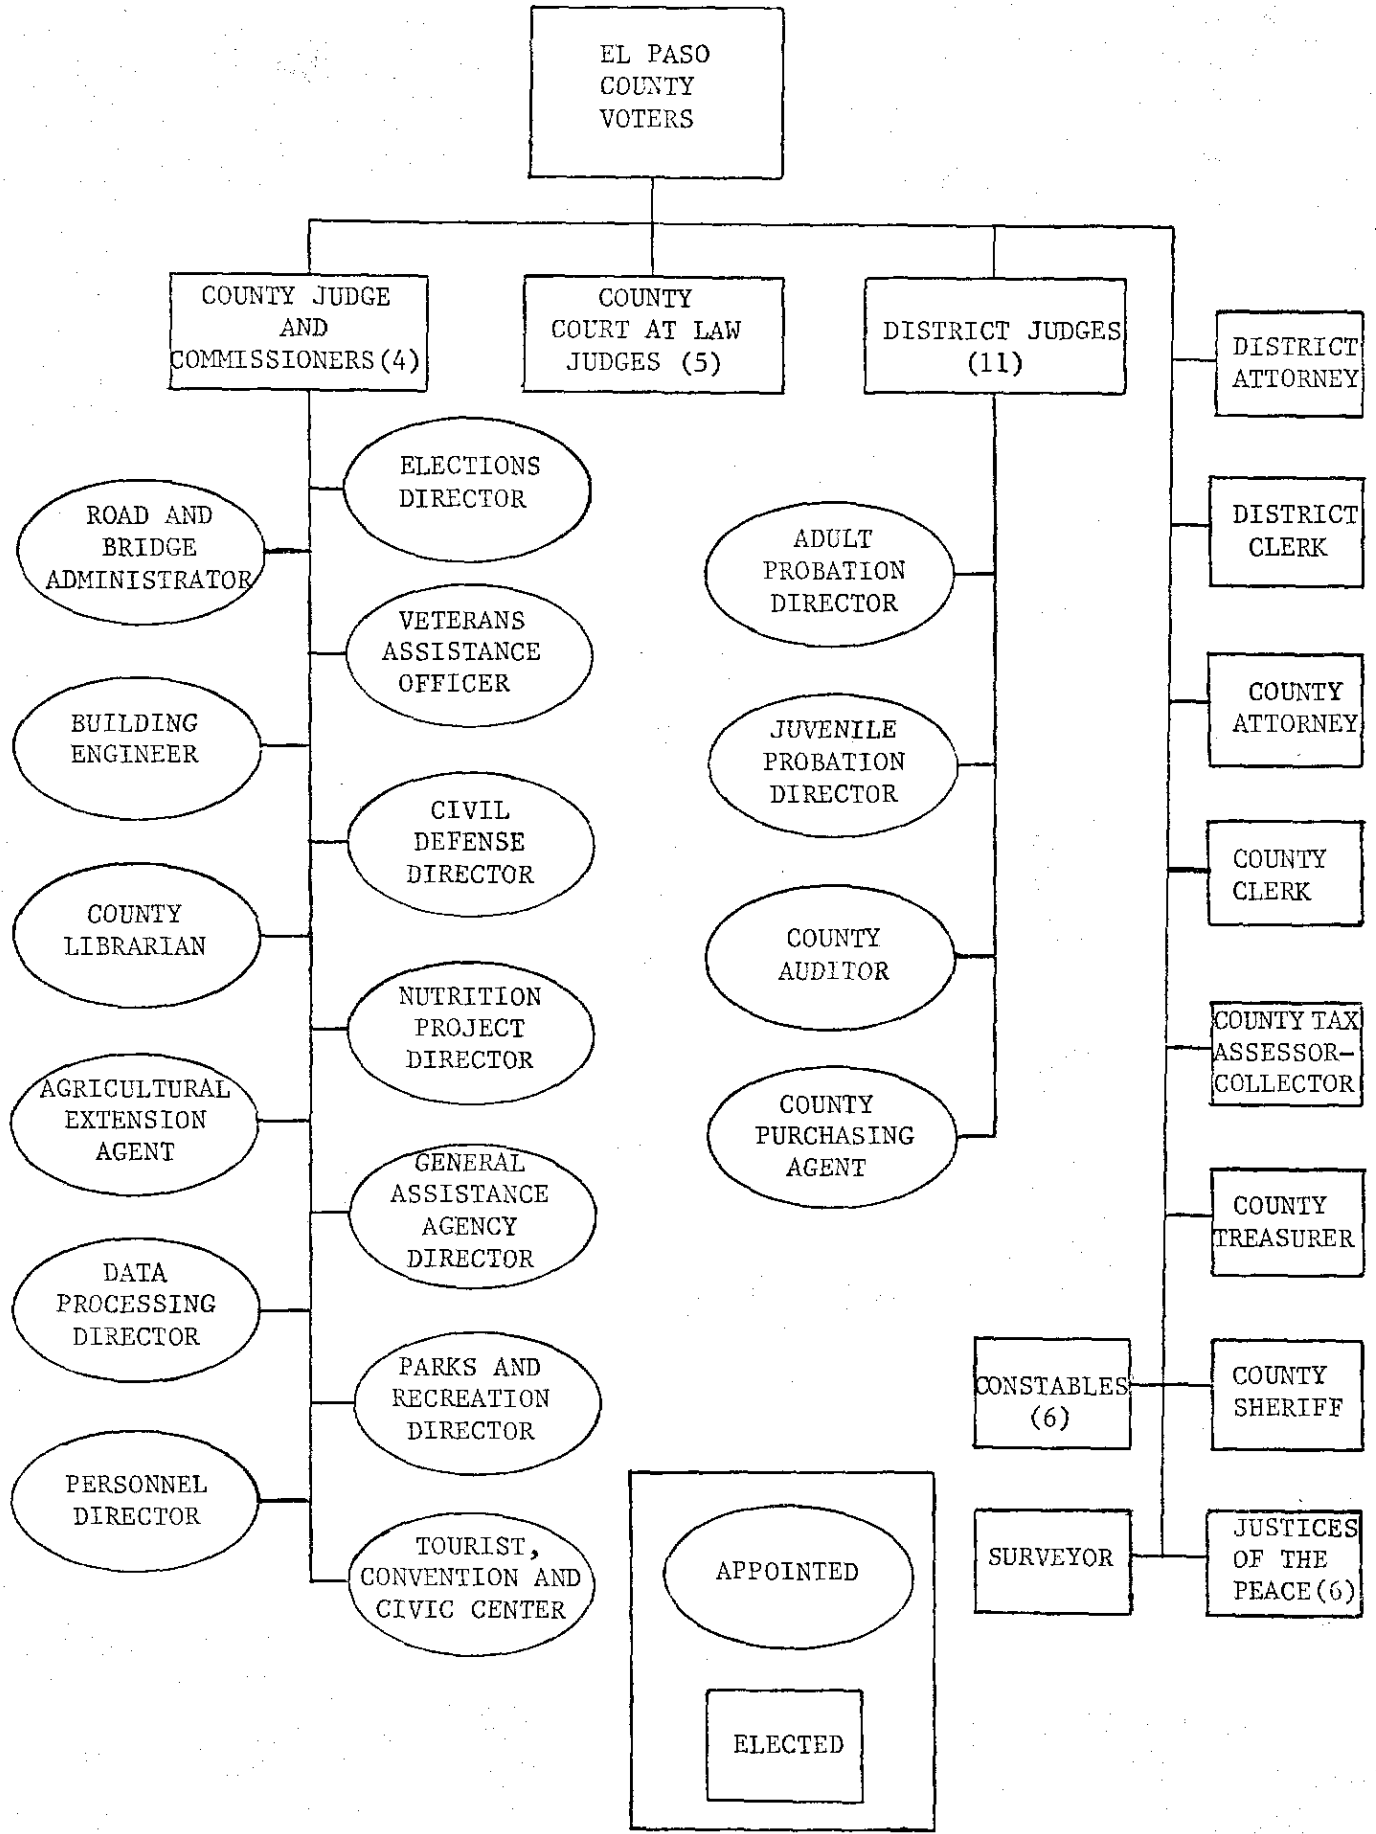 EL PASO
COUNTY
VOTERS
COUNTY JUDGE
AND
COMMISSIONERS(4)
COUNTY
COURT AT LAW
JUDGES (5)
DISTRICT JUDGES
(11)
DISTRICT
ATTORNEY
ELECTIONS
DIRECTOR
ROAD AND
BRIDGE
ADMINISTRATOR
VETERANS
ASSISTANCE
OFFICER
BUILDING
ENGINEER
CIVIL
DEFENSE
DIRECTOR
COUNTY
LIBRARIAN
NUTRITION
PROJECT
DIRECTOR
AGRICULTURAL
EXTENSION
AGENT
GENERAL
ASSISTANCE
AGENCY
DIRECTOR
DATA
PROCESSING
DIRECTOR
PARKS AND
RECREATION
DIRECTOR
PERSONNEL
DIRECTOR
TOURIST,
CONVENTION AND
CIVIC CENTER
ADULT
PROBATION
DIRECTOR
JUVENILE
PROBATION
DIRECTOR
COUNTY
AUDITOR
COUNTY
PURCHASING
AGENT
DISTRICT
CLERK
COUNTY
ATTORNEY
COUNTY
CLERK
COUNTY TAX
ASSESSOR-
COLLECTOR
COUNTY
TREASURER
CONSTABLES
(6)
COUNTY
SHERIFF
SURVEYOR
JUSTICES
OF THE
PEACE(6)
APPOINTED
ELECTED